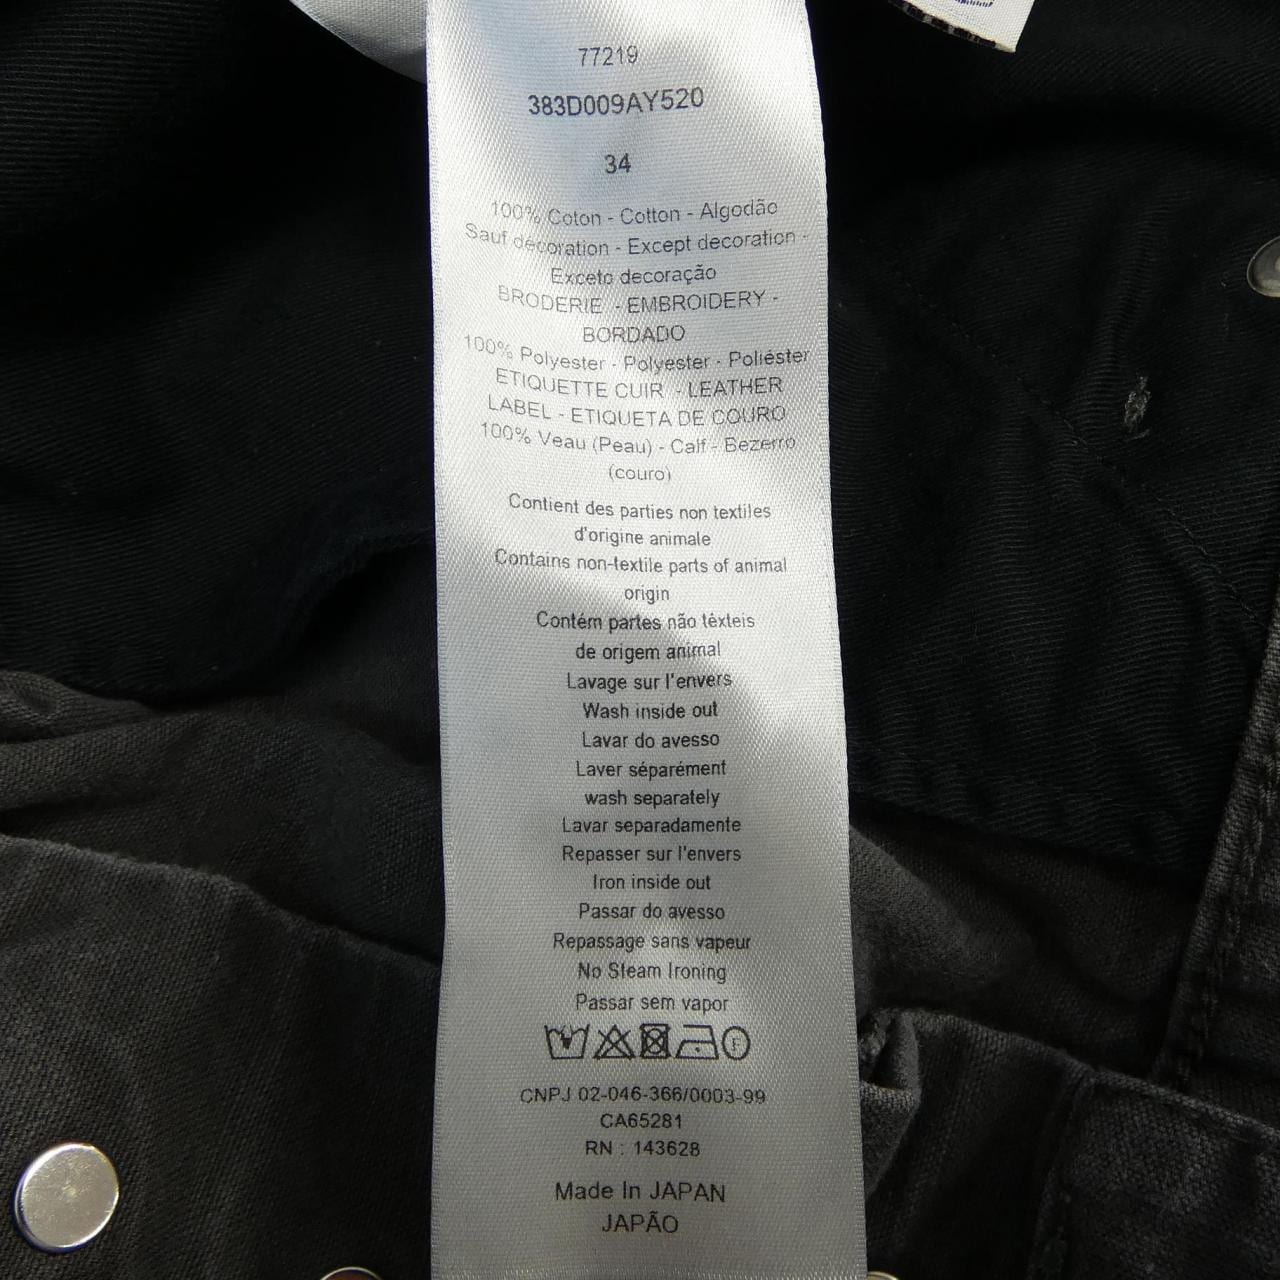 77219
383D009AY520
34
100% Coton - Cotton - Algodão
Sauf décoration - Except decoration -
Exceto decoração
BRODERIE - EMBROIDERY -
BORDADO
100% Polyester - Polyester - Poliéster
ETIQUETTE CUIR - LEATHER
LABEL - ETIQUETA DE COURO
100% Veau (Peau) - Calf - Bezerro
(couro)
Contient des parties non textiles
d'origine animale
Contains non-textile parts of animal
origin
Contém partes não têxteis
de origem animal
Lavage sur l'envers
Wash inside out
Lavar do avesso
Laver séparément
wash separately
Lavar separadamente
Repasser sur l'envers
Iron inside out
Passar do avesso
Repassage sans vapeur
No Steam Ironing
Passar sem vapor
F
CNPJ 02-046-366/0003-99
CA65281
RN : 143628
Made In JAPAN
JAPÃO